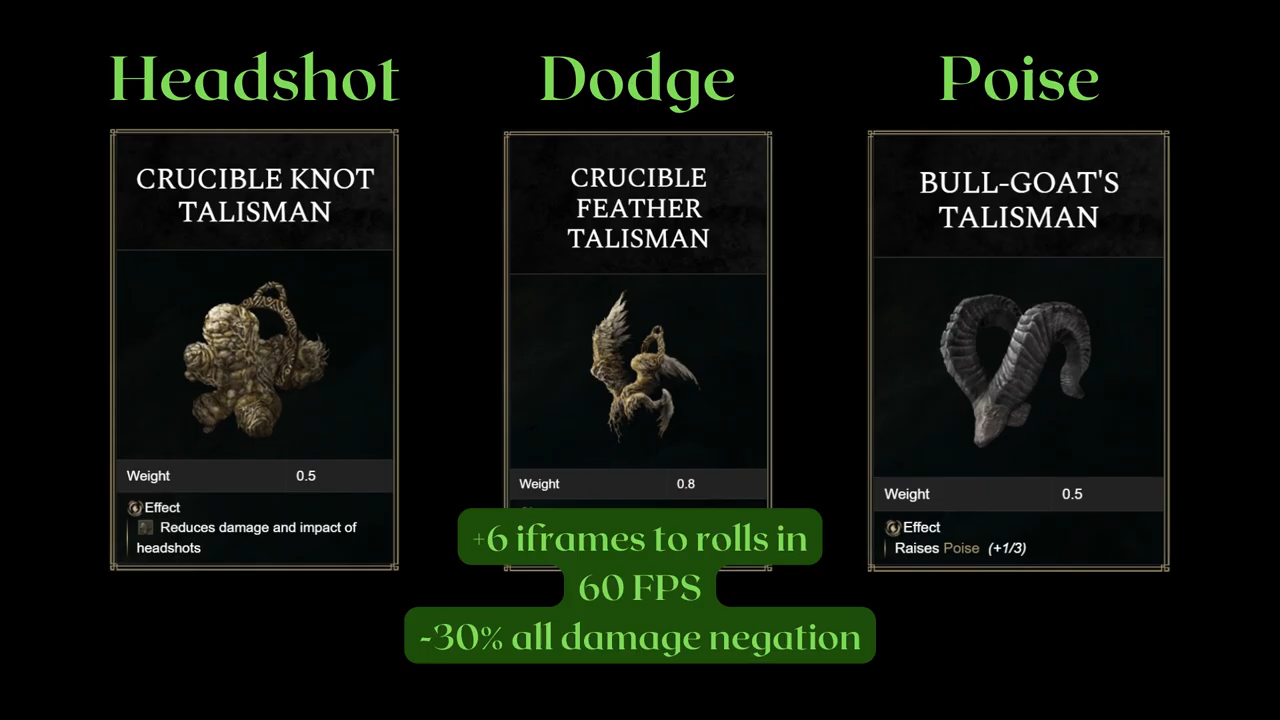 Headshot
CRUCIBLE KNOT
TALISMAN
Weight 0.5
Effect
Reduces damage and impact of
headshots
Dodge
CRUCIBLE
FEATHER
TALISMAN
Weight 0.8
+6 iframes to rolls in
60 FPS
-30% all damage negation
Poise
BULL-GOAT'S
TALISMAN
Weight 0.5
Effect
Raises Poise (+1/3)